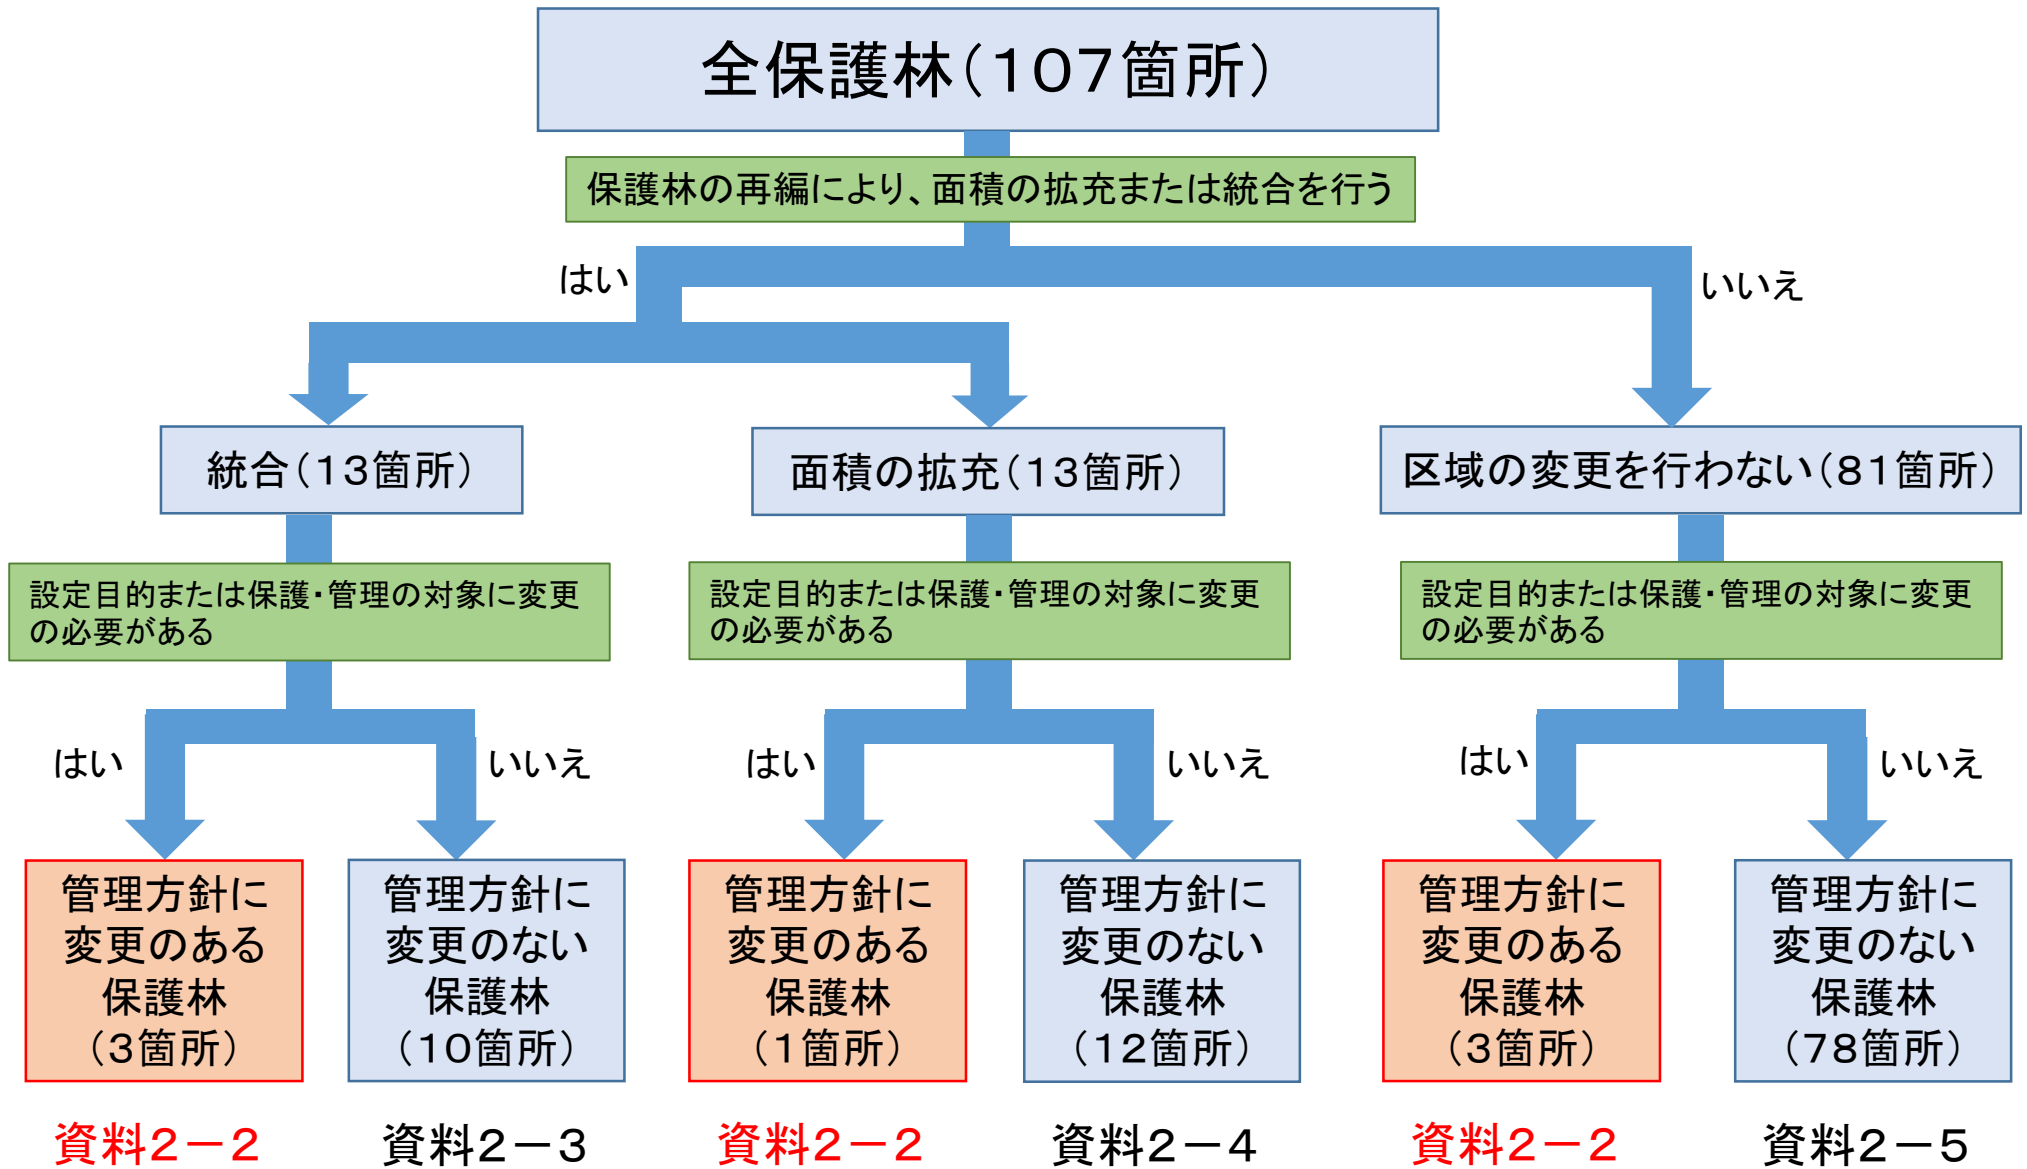 全保護林（１０７箇所）
保護林の再編により、面積の拡充または統合を行う
はい
いいえ
統合（１３箇所）
面積の拡充（１３箇所）
区域の変更を行わない（８１箇所）
設定目的または保護・管理の対象に変更
の必要がある
設定目的または保護・管理の対象に変更
の必要がある
設定目的または保護・管理の対象に変更
の必要がある
はい
いいえ
はい
いいえ
はい
いいえ
管理方針に
変更のある
保護林
（３箇所）
管理方針に
変更のない
保護林
（１０箇所）
管理方針に
変更のある
保護林
（１箇所）
管理方針に
変更のない
保護林
（１２箇所）
管理方針に
変更のある
保護林
（３箇所）
管理方針に
変更のない
保護林
（７８箇所）
資料２－２
資料２－３
資料２－２
資料２－４
資料２－２
資料２－５